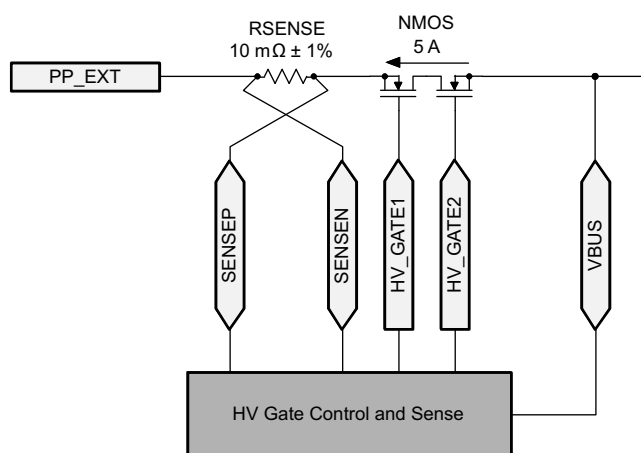 RSENSE
10 mΩ ± 1%
NMOS
5 A
PP_EXT
SENSEP
SENSEN
HV_GATE1
HV_GATE2
VBUS
HV Gate Control and Sense